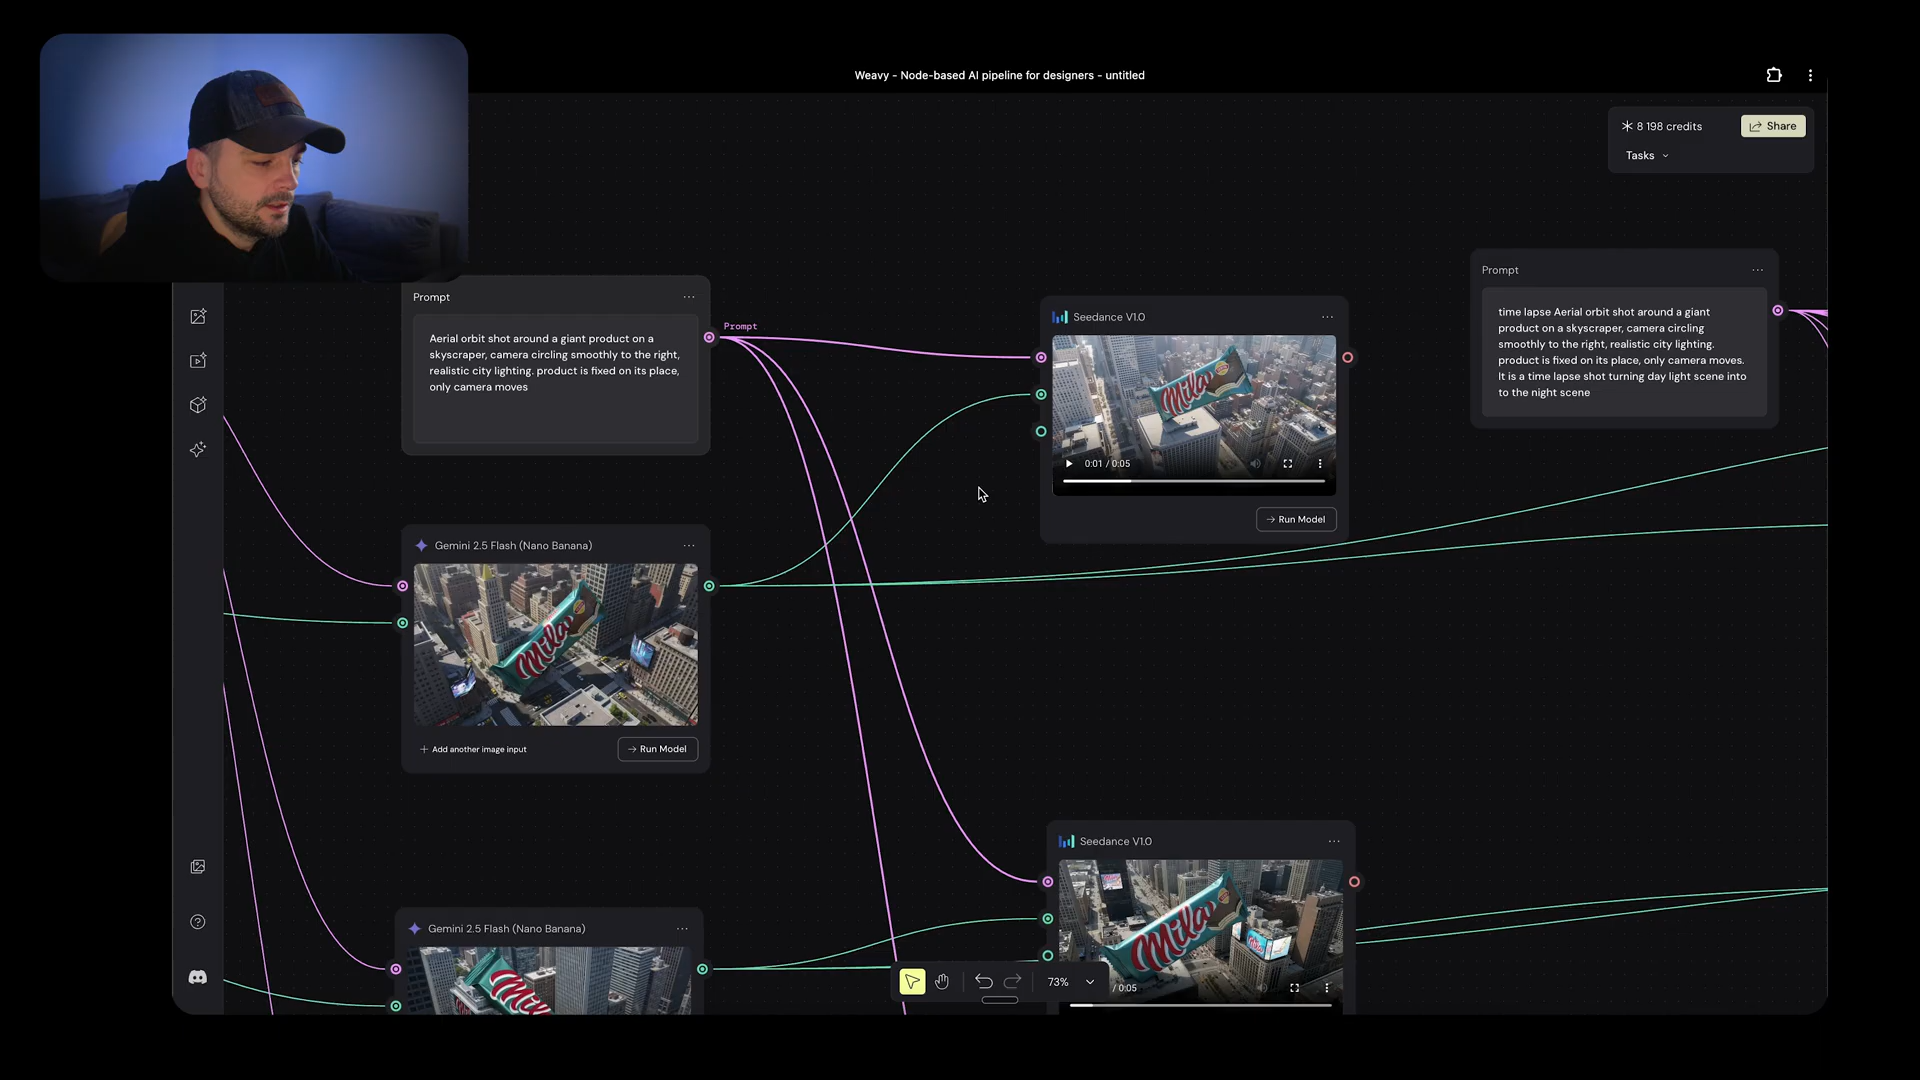 Weavy - Node-based AI pipeline for designers - untitled
8 198 credits
Share
Tasks
Prompt
Aerial orbit shot around a giant product on a
skyscraper, camera circling smoothly to the right,
realistic city lighting. product is fixed on its place,
only camera moves
Prompt
Seedance V1.0
Mila
0:01 / 0:05
Run Model
Prompt
time lapse Aerial orbit shot around a giant
product on a skyscraper, camera circling
smoothly to the right, realistic city lighting.
product is fixed on its place, only camera moves.
It is a time lapse shot turning day light scene into
to the night scene
Gemini 2.5 Flash (Nano Banana)
Mila
Add another image input
Run Model
Seedance V1.0
Mila
/ 0:05
Gemini 2.5 Flash (Nano Banana)
73%